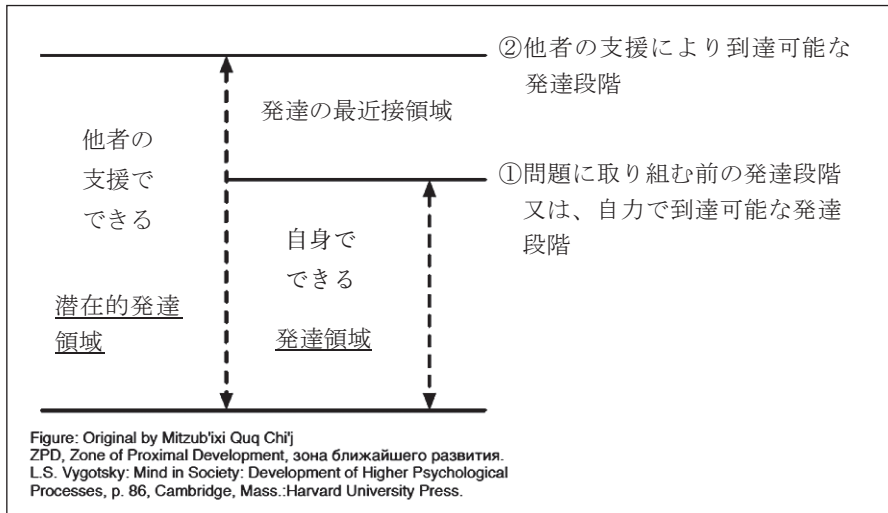 ②他者の支援により到達可能な
発達段階
発達の最近接領域
他者の
支援で
できる
①問題に取り組む前の発達段階
又は、自力で到達可能な発達
段階
自身で
できる
潜在的発達
領域
発達領域
Figure: Original by Mitzub'ixi Quq Chi'j
ZPD, Zone of Proximal Development, зона ближайшего развития.
L.S. Vygotsky: Mind in Society: Development of Higher Psychological
Processes, p. 86, Cambridge, Mass.:Harvard University Press.